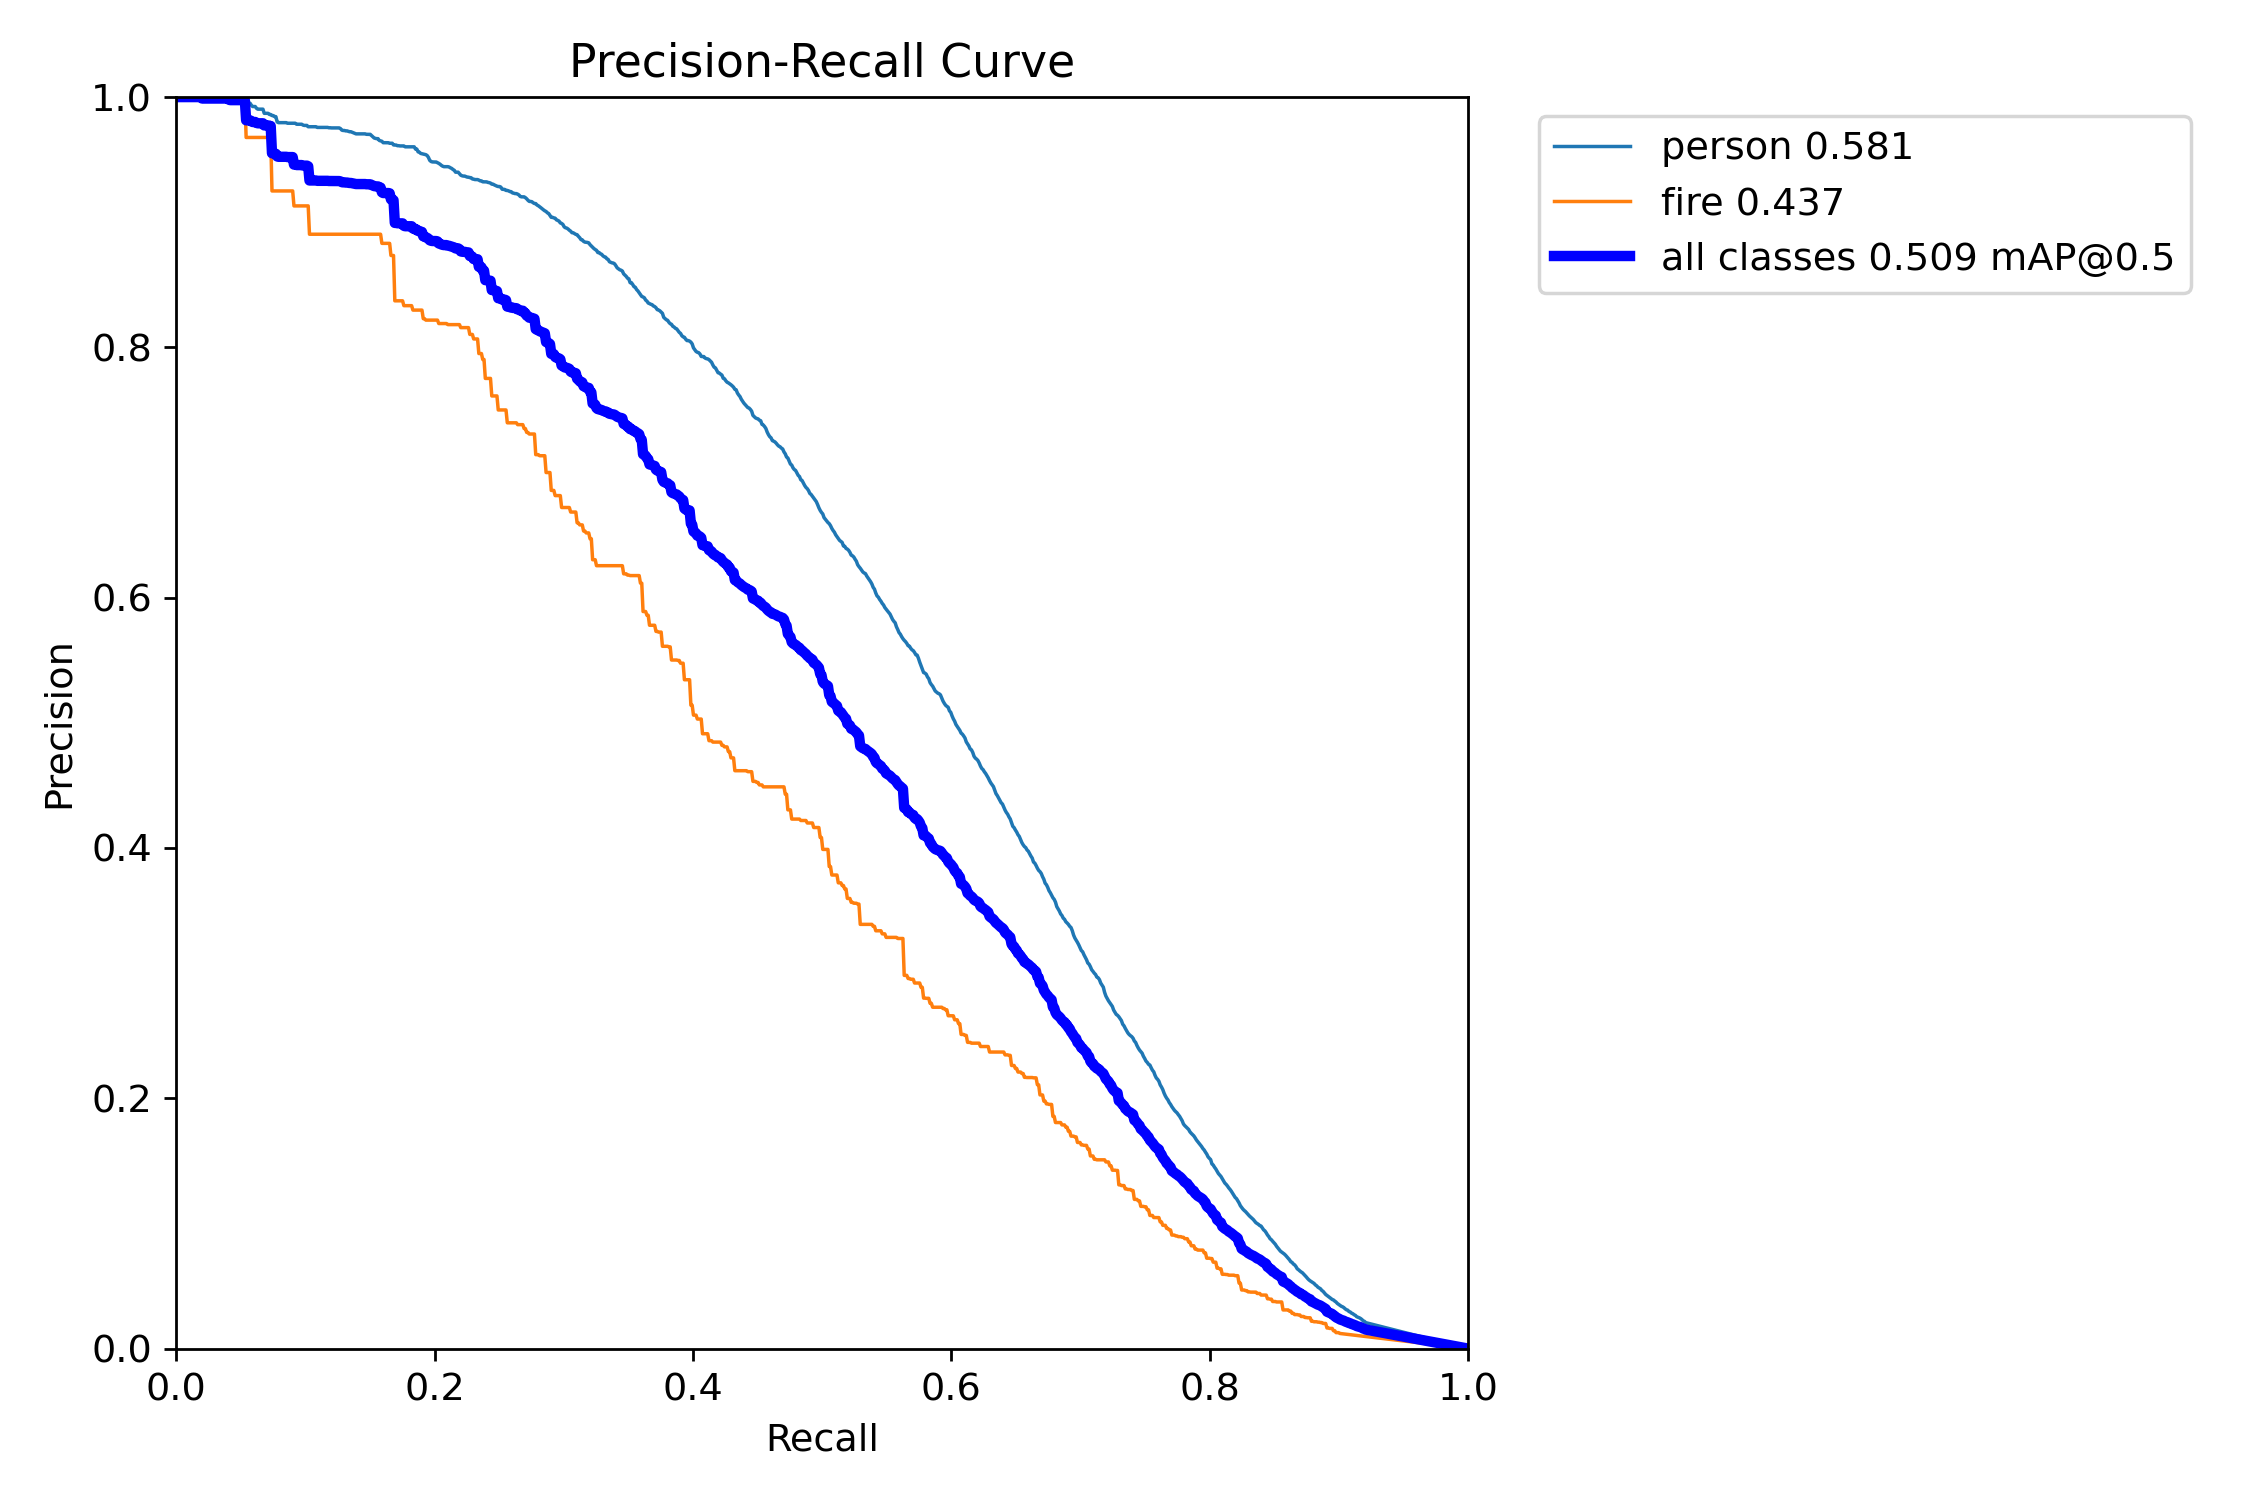 Precision-Recall Curve
1.0
0.8
0.6
0.4
0.2
0.0
Precision
0.0 0.2 0.4 0.6 0.8 1.0
Recall
person 0.581
fire 0.437
all classes 0.509 mAP@0.5